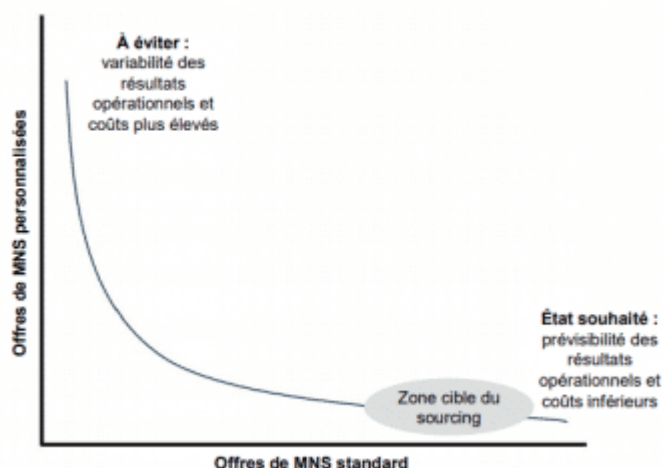 À éviter :
variabilité des
résultats
opérationnels et
coûts plus élevés
Offres de MNS personnalisées
État souhaité :
prévisibilité des
résultats
opérationnels et
coûts inférieurs
Zone cible du
sourcing
Offres de MNS standard